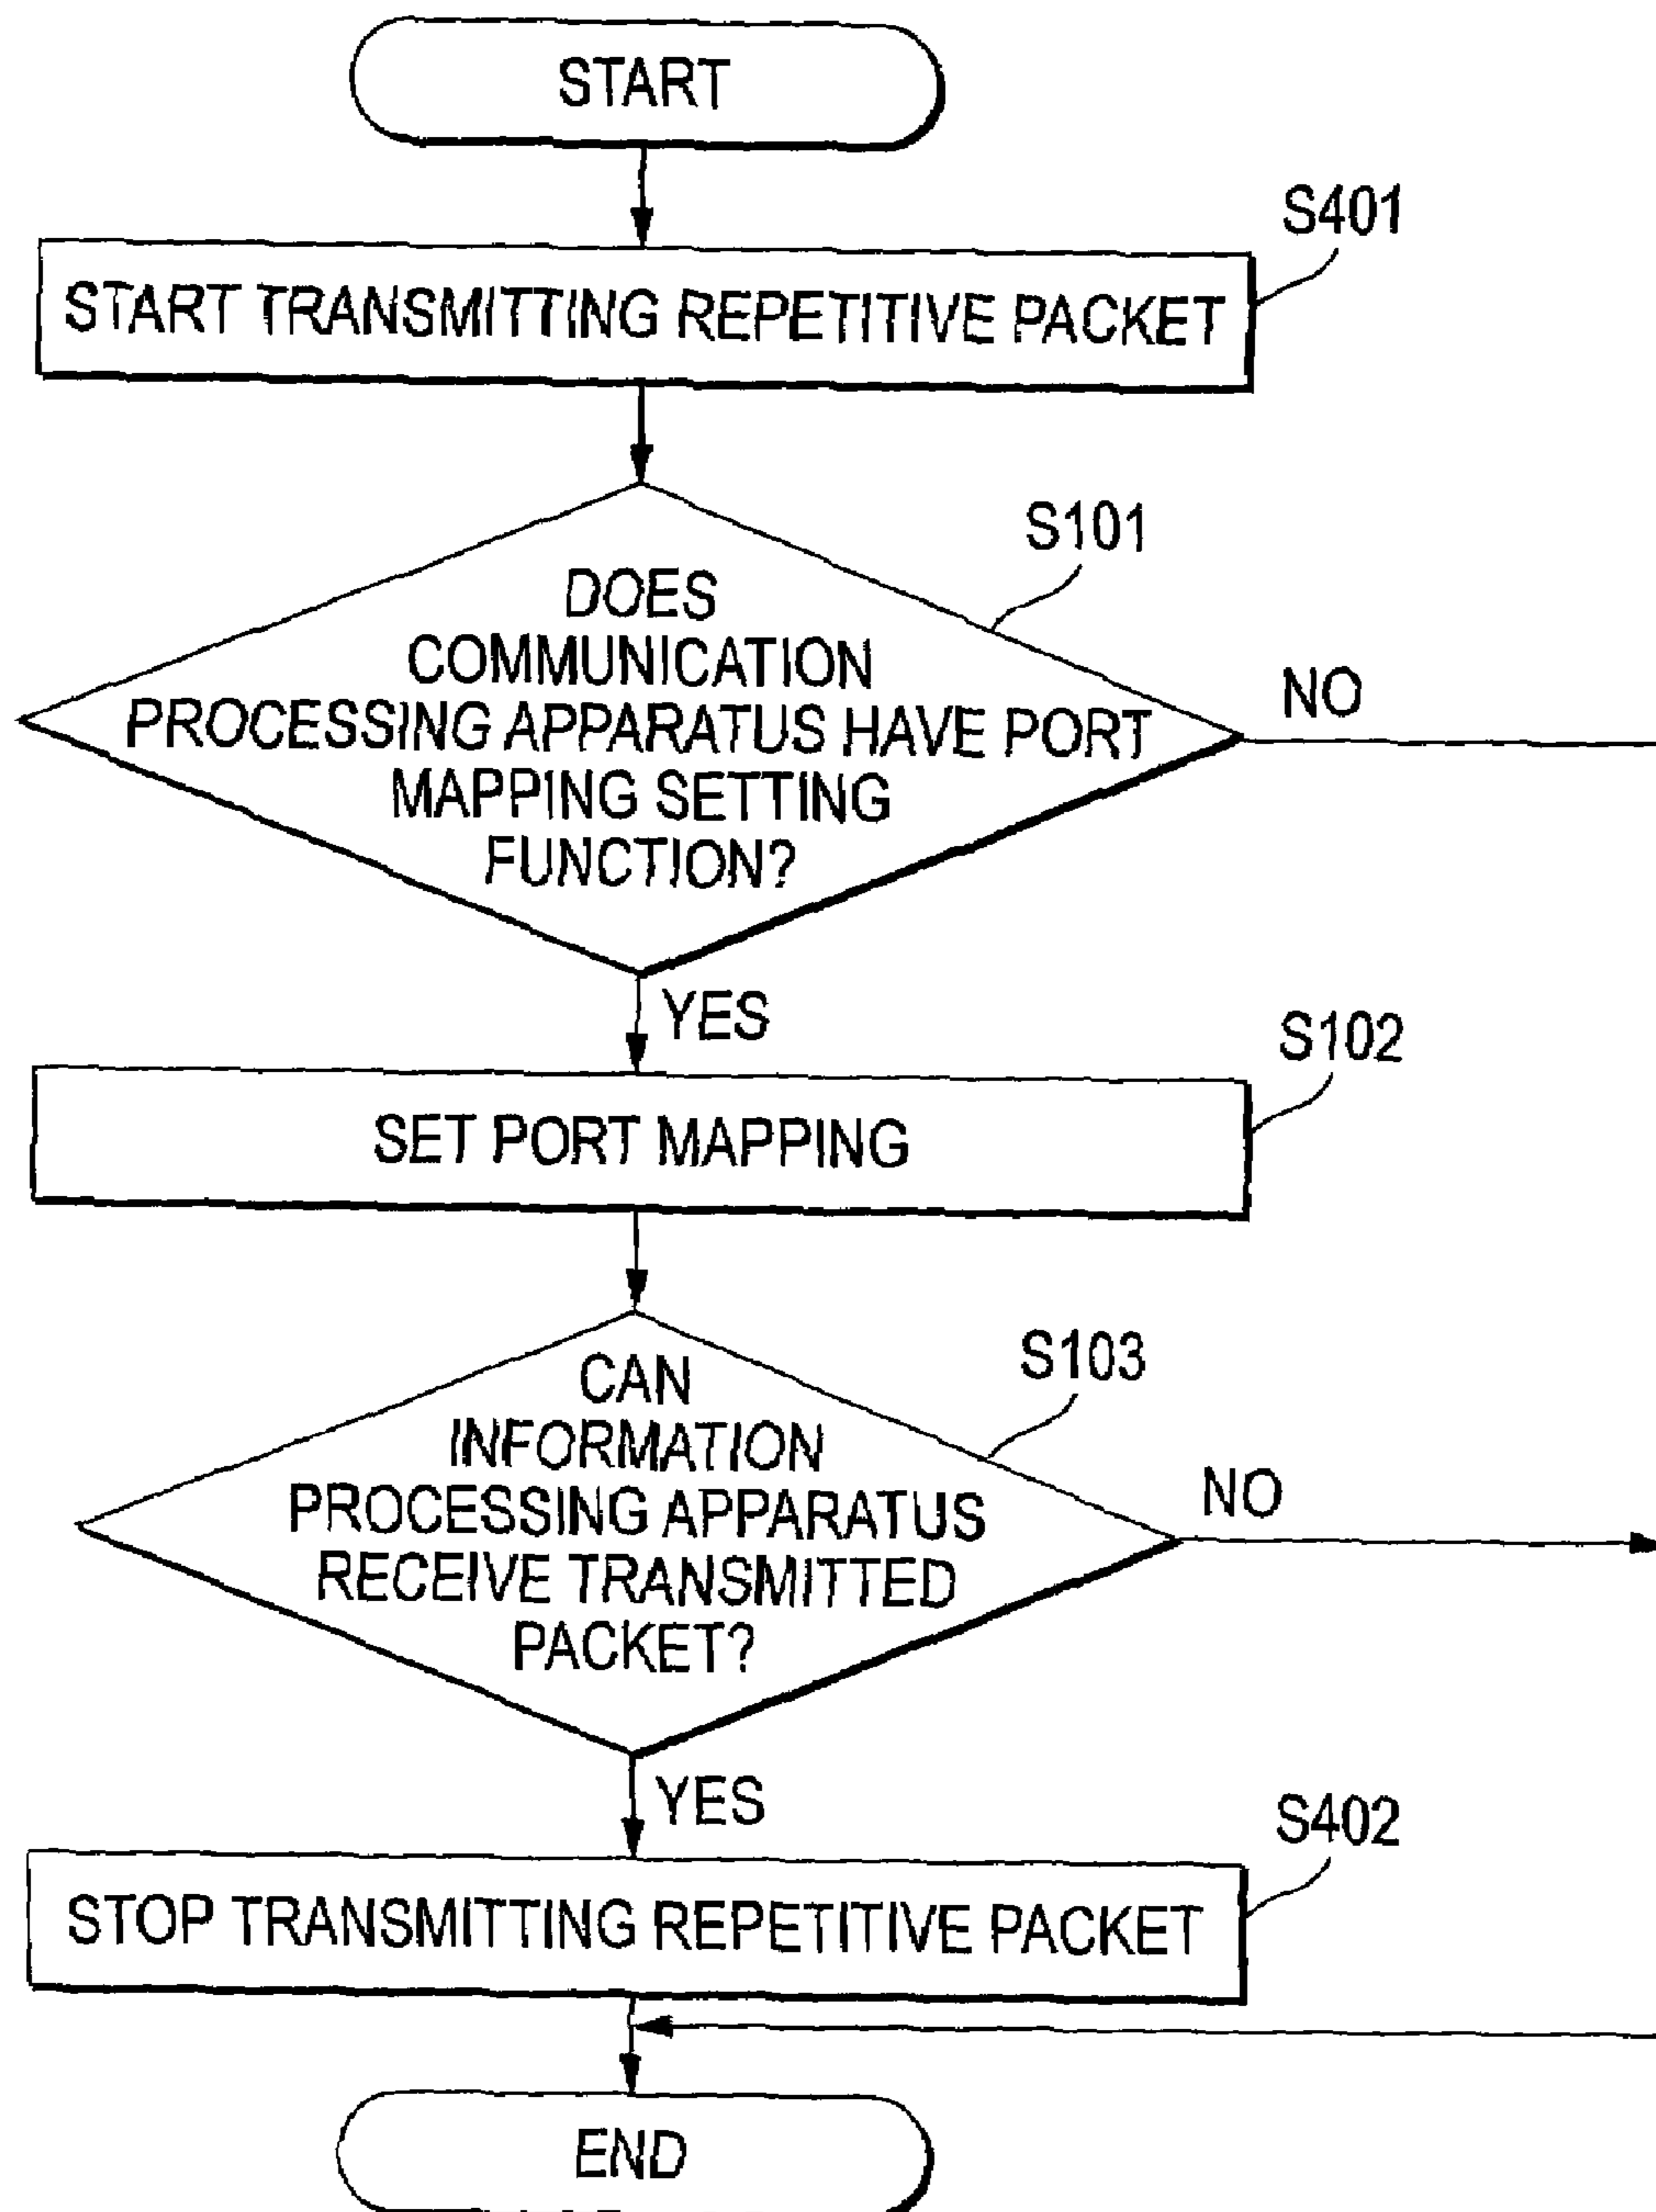 START
S401
START TRANSMITTING REPETITIVE PACKET
S101
DOES
COMMUNICATION
PROCESSING APPARATUS HAVE PORT
MAPPING SETTING
FUNCTION?
NO
YES
S102
SET PORT MAPPING
S103
CAN
INFORMATION
PROCESSING APPARATUS
RECEIVE TRANSMITTED
PACKET?
NO
YES
S402
STOP TRANSMITTING REPETITIVE PACKET
END